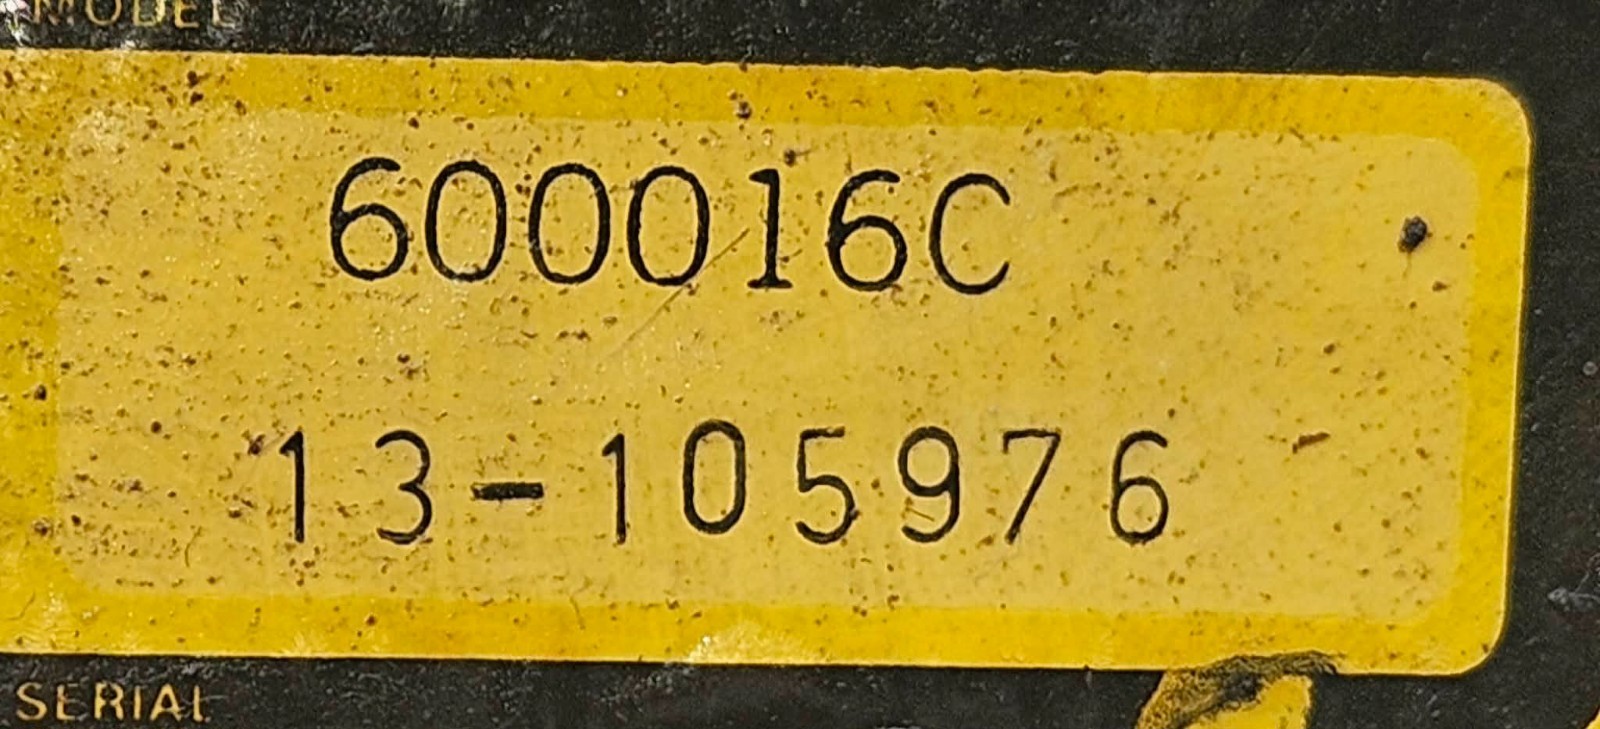 MODEL
600016C
13-105976
SERIAL